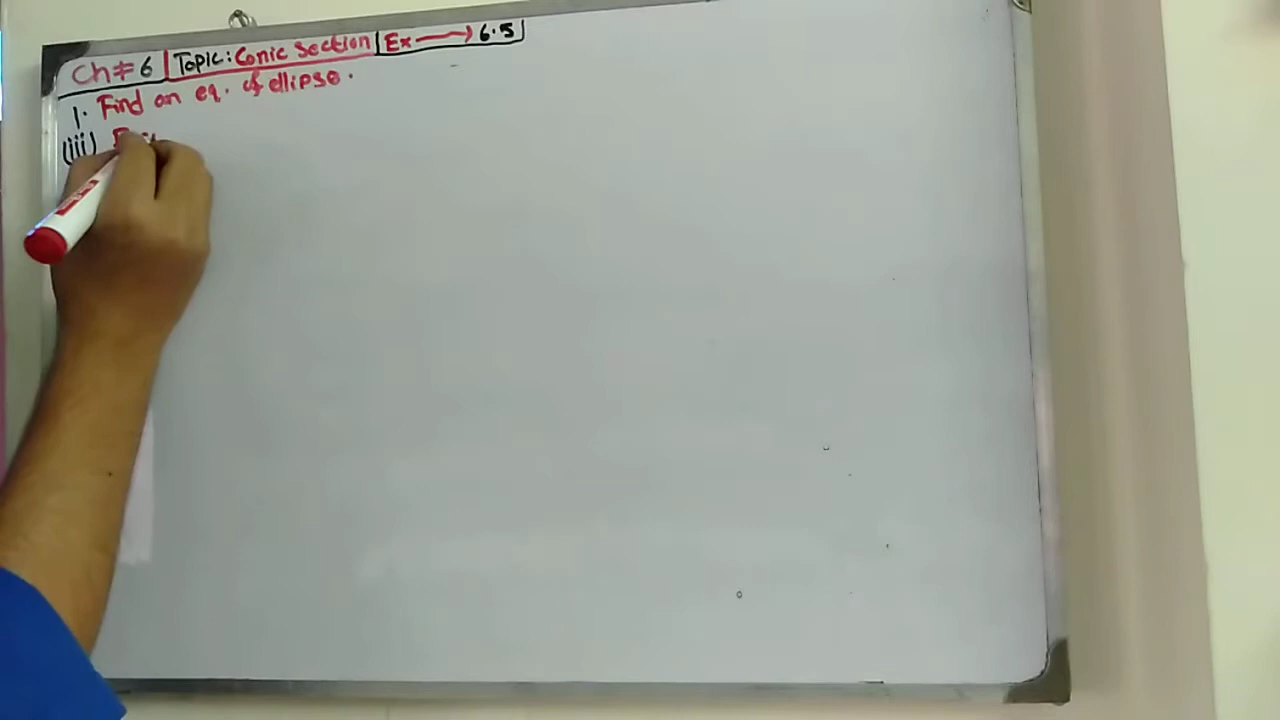 Ch # 6 Topic: Conic Section Ex → 6.5
1. Find an eq. of ellipse.
(iii)